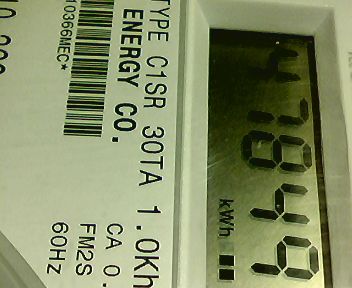 47849
kWh
TYPE C1SR 30TA 1.0Kh
ENERGY CO.
CA 0.
FM2S
10366MEC*
60HZ